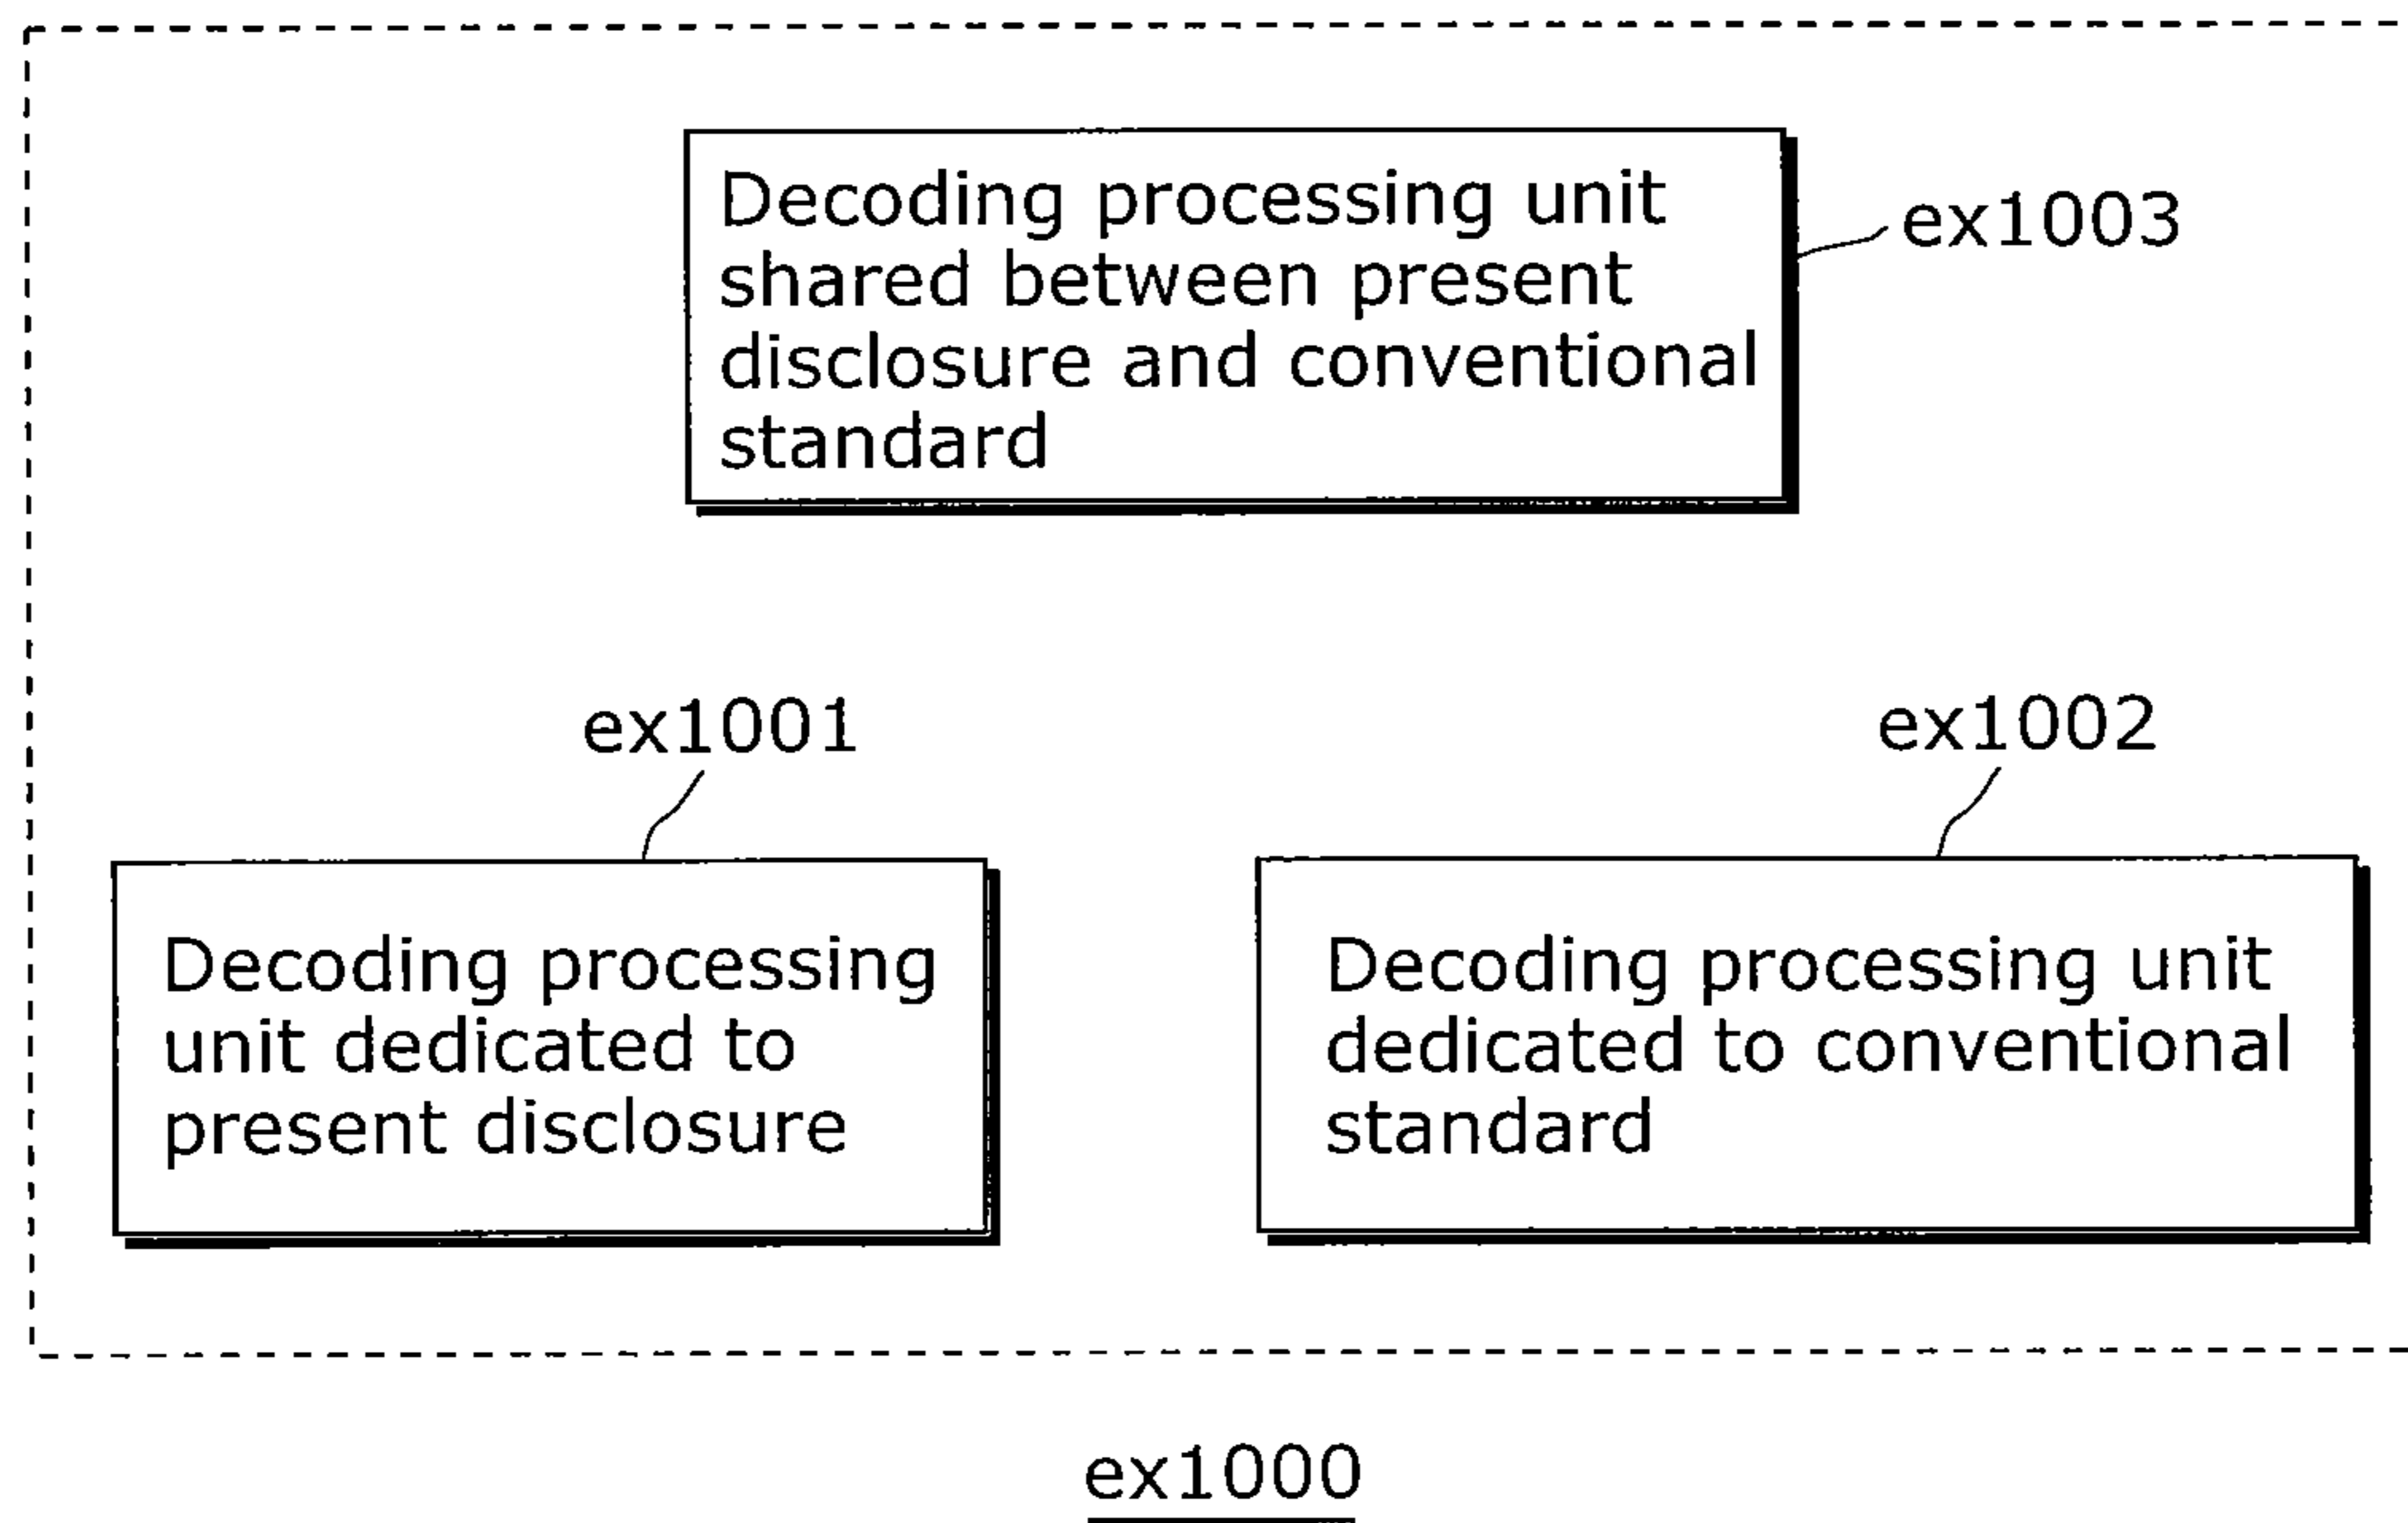 Decoding processing unit
shared between present
disclosure and conventional
standard
ex1003
ex1001
ex1002
Decoding processing
unit dedicated to
present disclosure
Decoding processing unit
dedicated to conventional
standard
ex1000